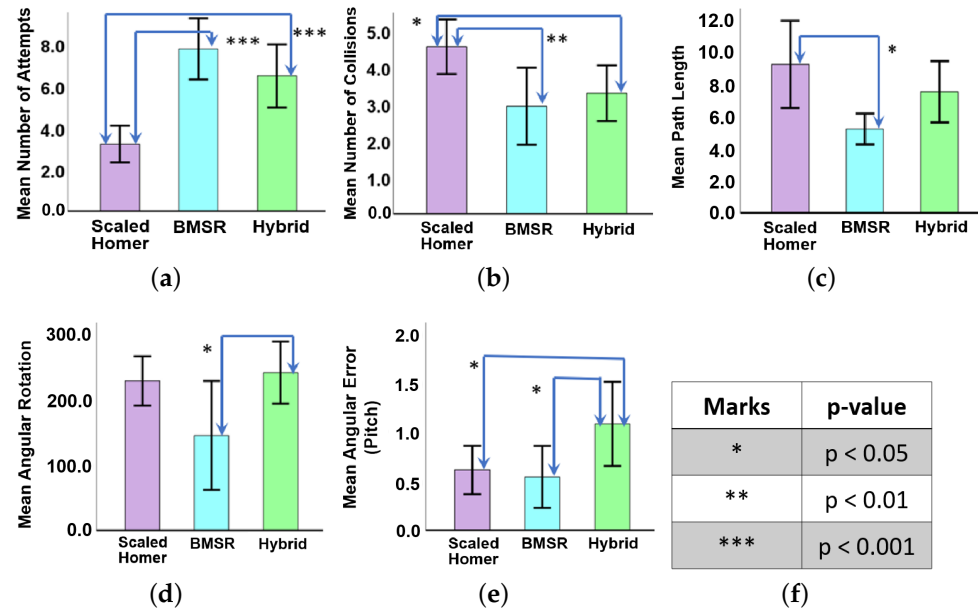 Mean Number of Attempts
8.0
6.0
4.0
2.0
0.0
***
***
Scaled Homer
BMSR
Hybrid
(a)
Mean Number of Collisions
5.0
4.0
3.0
2.0
1.0
0.0
*
**
Scaled Homer
BMSR
Hybrid
(b)
Mean Path Length
12.0
10.0
8.0
6.0
4.0
2.0
0.0
*
Scaled Homer
BMSR
Hybrid
(c)
Mean Angular Rotation
300.0
200.0
100.0
0.0
*
Scaled Homer
BMSR
Hybrid
(d)
Mean Angular Error
(Pitch)
2.0
1.5
1.0
0.5
0.0
*
*
Scaled Homer
BMSR
Hybrid
(e)
Marks p-value
* p < 0.05
** p < 0.01
*** p < 0.001
(f)